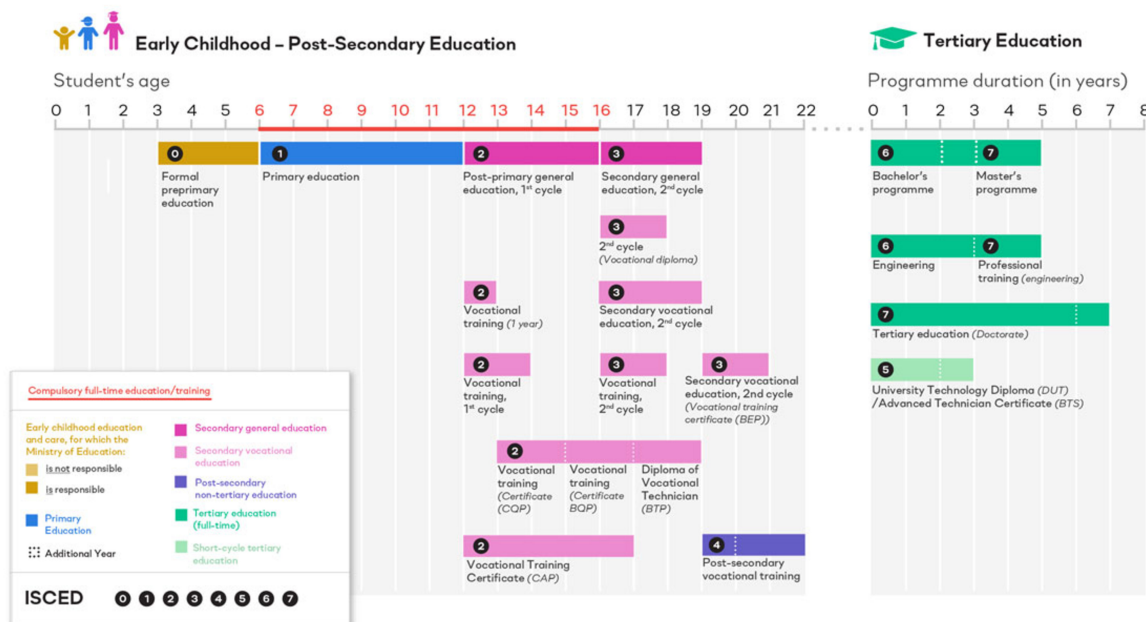 Early Childhood – Post-Secondary Education
Student's age
0 1 2 3 4 5 6 7 8 9 10 11 12 13 14 15 16 17 18 19 20 21 22
0
Formal
preprimary
education
1
Primary education
2
Post-primary general
education, 1st cycle
3
Secondary general
education, 2nd cycle
3
2nd cycle
(Vocational diploma)
2
Vocational
training (1 year)
3
Secondary vocational
education, 2nd cycle
2
Vocational
training,
1st cycle
3
Vocational
training,
2nd cycle
3
Secondary vocational
education, 2nd cycle
(Vocational training
certificate (BEP))
2
Vocational
training
(Certificate
(CQP)
Vocational
training
(Certificate
BQP)
Diploma of
Vocational
Technician
(BTP)
2
Vocational Training
Certificate (CAP)
4
Post-secondary
vocational training
Tertiary Education
Programme duration (in years)
0 1 2 3 4 5 6 7 8
6
Bachelor's
programme
7
Master's
programme
6
Engineering
7
Professional
training (engineering)
7
Tertiary education (Doctorate)
5
University Technology Diploma (DUT)
/Advanced Technician Certificate (BTS)
Compulsory full-time education/training
Early childhood education
and care, for which the
Ministry of Education:
is not responsible
is responsible
Primary
Education
Additional Year
Secondary general education
Secondary vocational
education
Post-secondary
non-tertiary education
Tertiary education
(full-time)
Short-cycle tertiary
education
ISCED 0 1 2 3 4 5 6 7